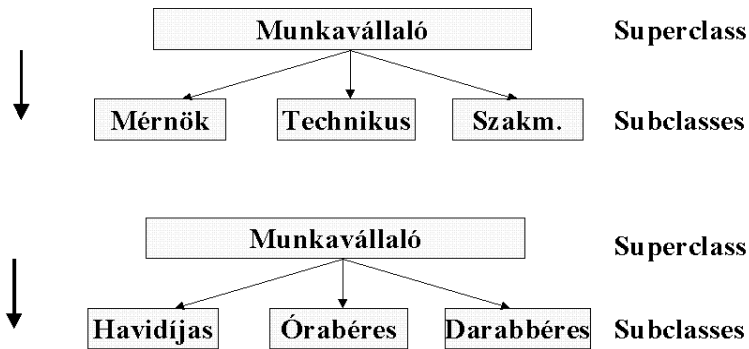 Munkavállaló Superclass
Mérnök Technikus Szakm. Subclasses
Munkavállaló Superclass
Havidíjas Órabéres Darabbéres Subclasses